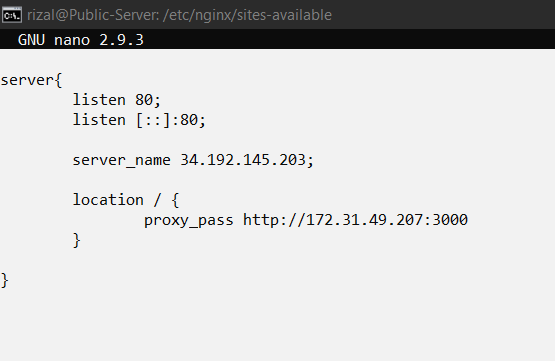 rizal@Public-Server: /etc/nginx/sites-available
GNU nano 2.9.3
server{
listen 80;
listen [::]:80;
server_name 34.192.145.203;
location / {
proxy_pass http://172.31.49.207:3000
}
}